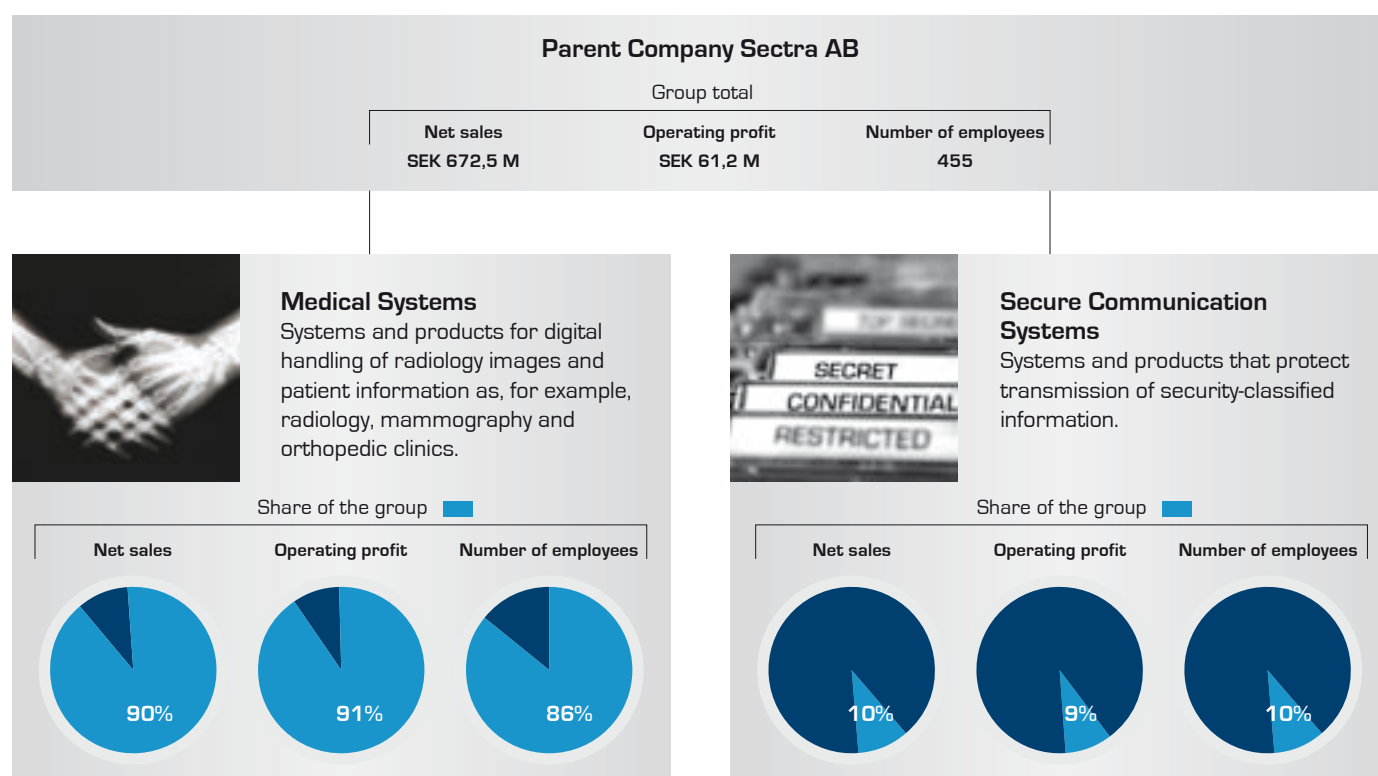 Parent Company Sectra AB
Group total
Net sales
Operating profit
Number of employees
SEK 672,5 M
SEK 61,2 M
455
Medical Systems
Systems and products for digital
handling of radiology images and
patient information as, for example,
radiology, mammography and
orthopedic clinics.
Share of the group
Net sales
Operating profit
Number of employees
90%
91%
86%
TOP SECRET
SECRET
CONFIDENTIAL
RESTRICTED
Secure Communication
Systems
Systems and products that protect
transmission of security-classified
information.
Share of the group
Net sales
Operating profit
Number of employees
10%
9%
10%